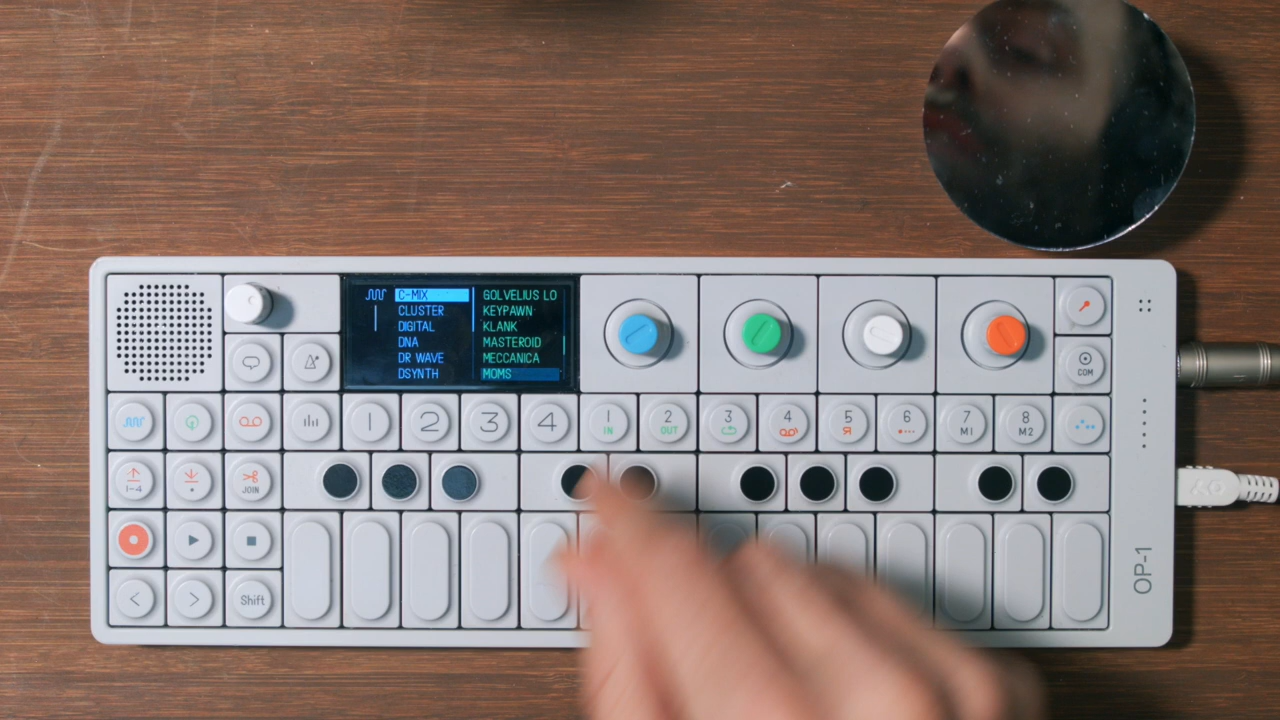 C-MIX
CLUSTER
DIGITAL
DNA
DR WAVE
DSYNTH
GOLVELIUS LO
KEYPAWN
KLANK
MASTEROID
MECCANICA
MOMS
COM
1
2
3
4
1 IN
2 OUT
3
4
5
6
7 M1
8 M2
1-4
JOIN
Shift
OP-1